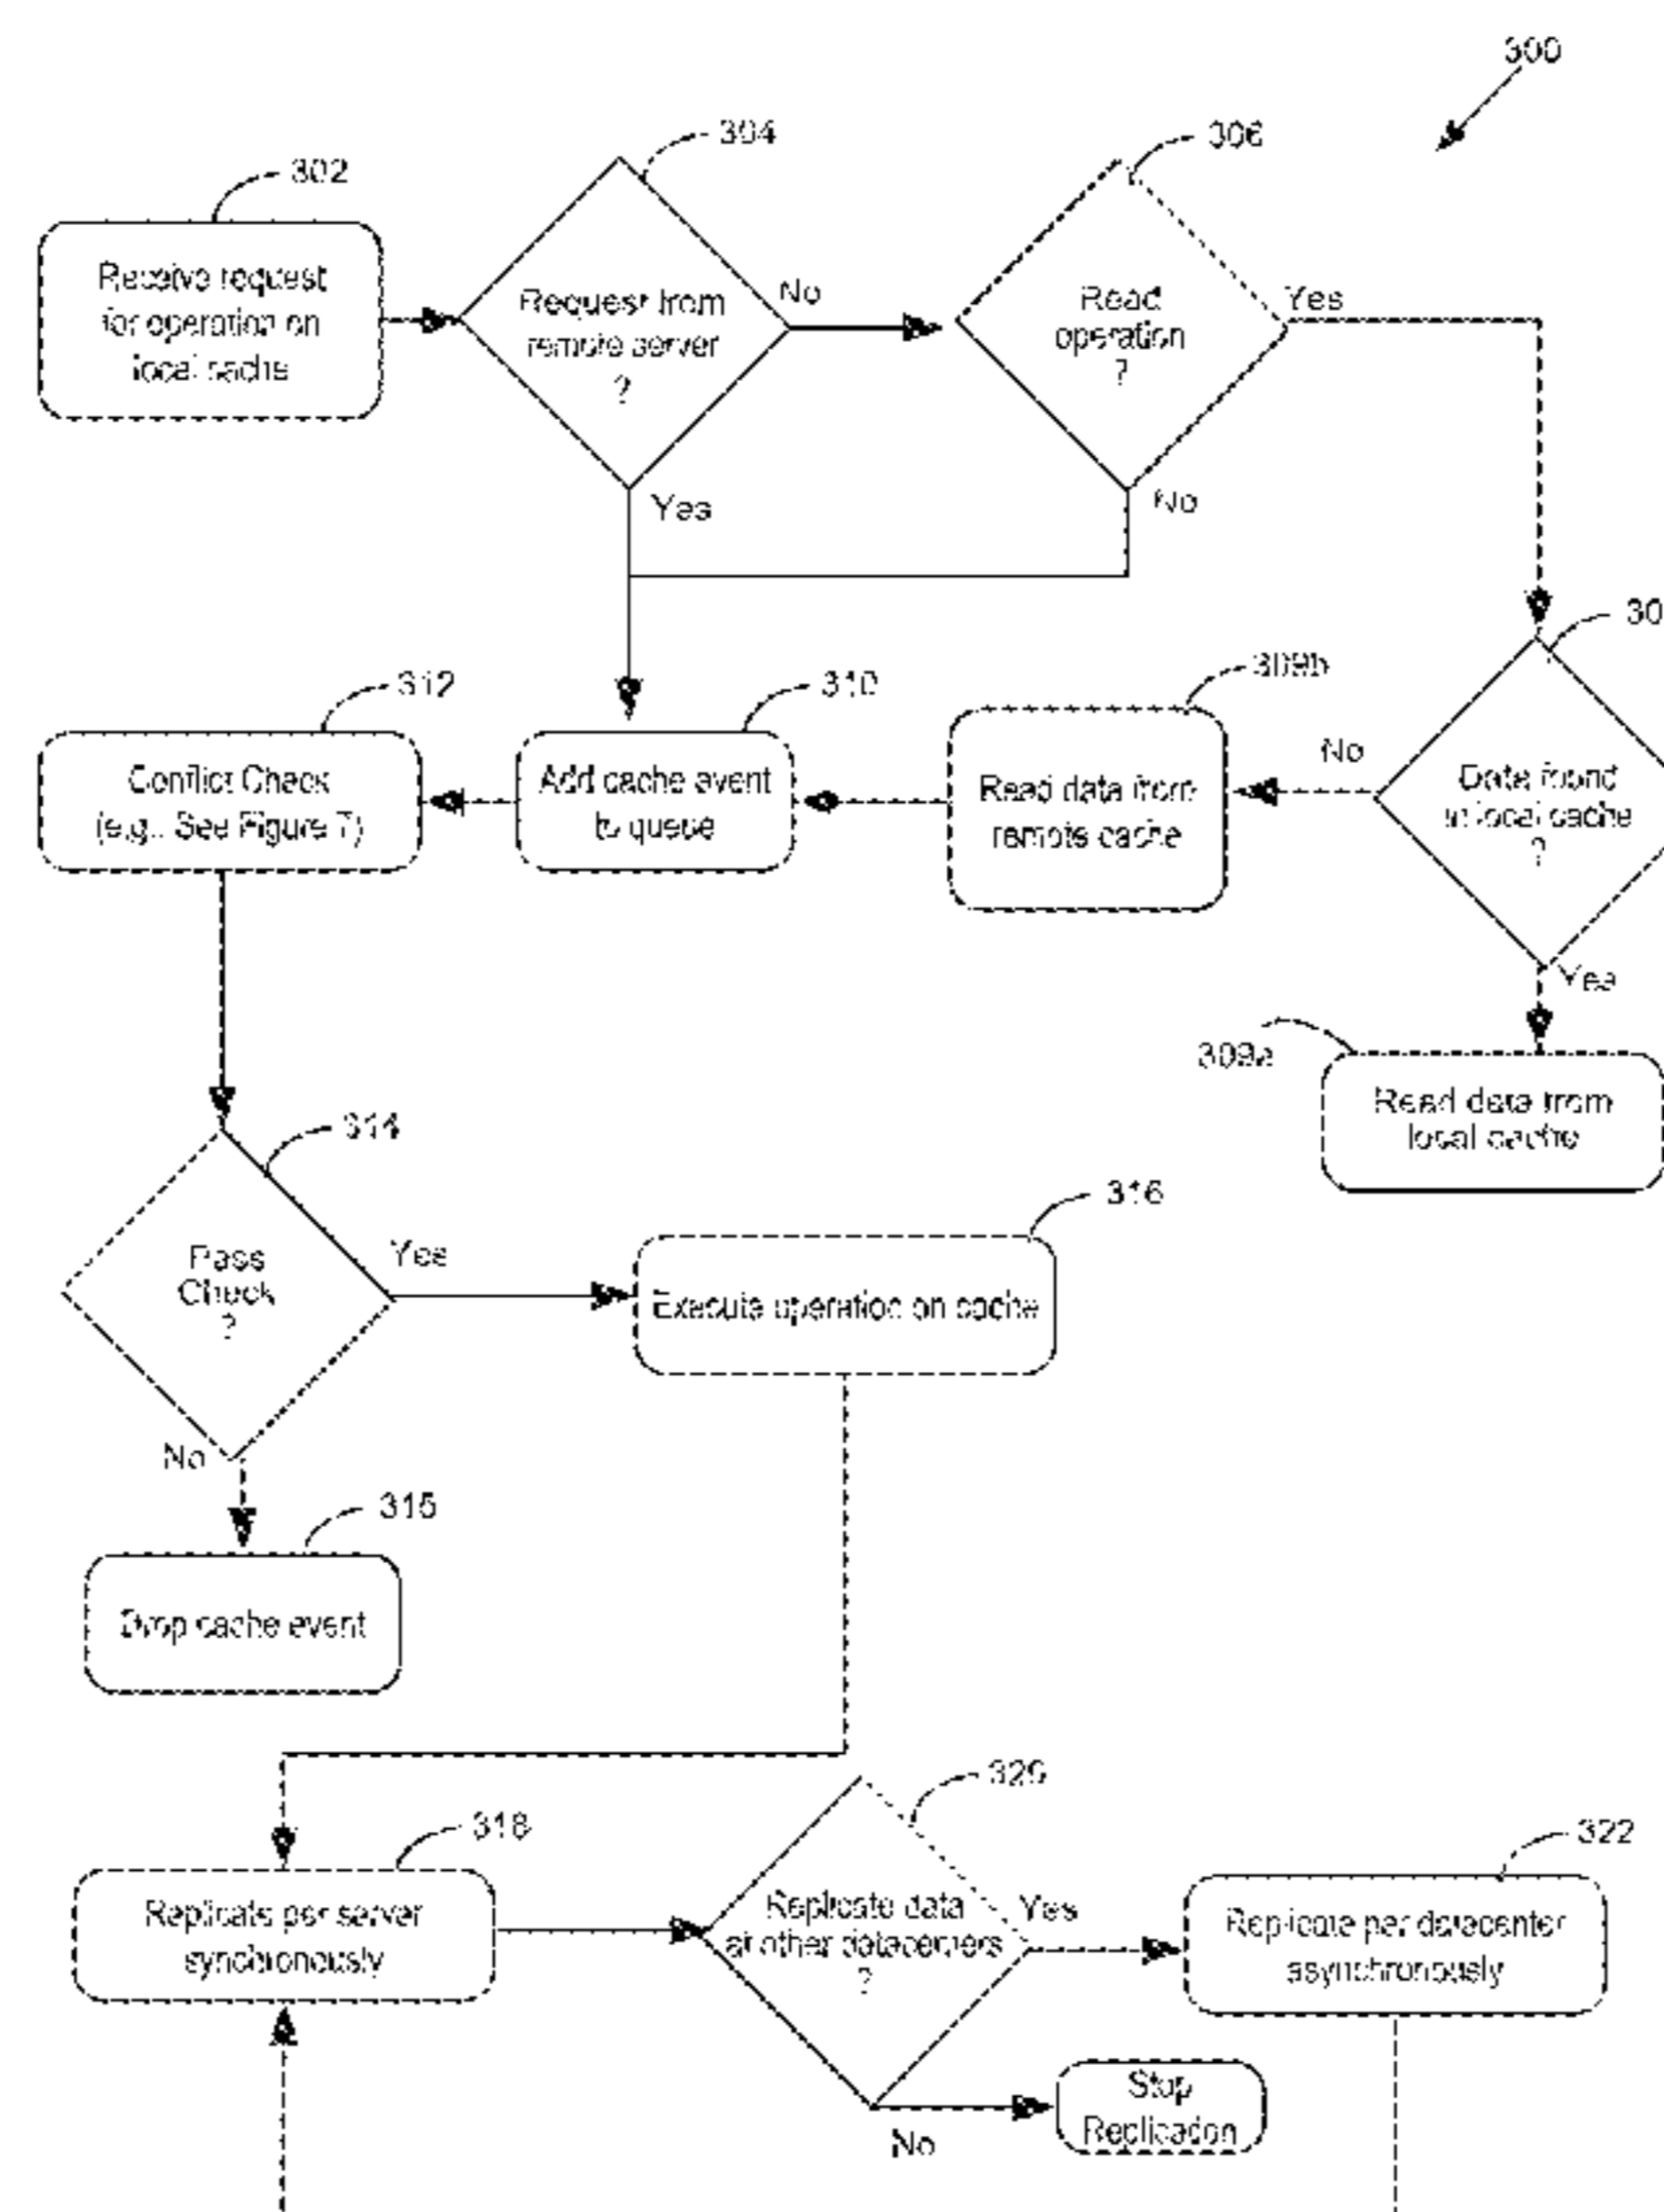 300
302
304
306
Receive request
for operation on
local cache
Request from
remote server
?
No
Read
operation
?
Yes
Yes
No
30
312
310
309b
Conflict Check
(e.g., See Figure 7)
Add cache event
to queue
Read data from
remote cache
No
Data found
in local cache
?
Yes
309a
Read data from
local cache
314
Pass
Check
?
Yes
316
Execute operation on cache
No
315
Drop cache event
318
320
322
Replicate per server
synchronously
Replicate data
at other datacenters
?
Yes
Replicate per datacenter
asynchronously
No
Stop
Replication